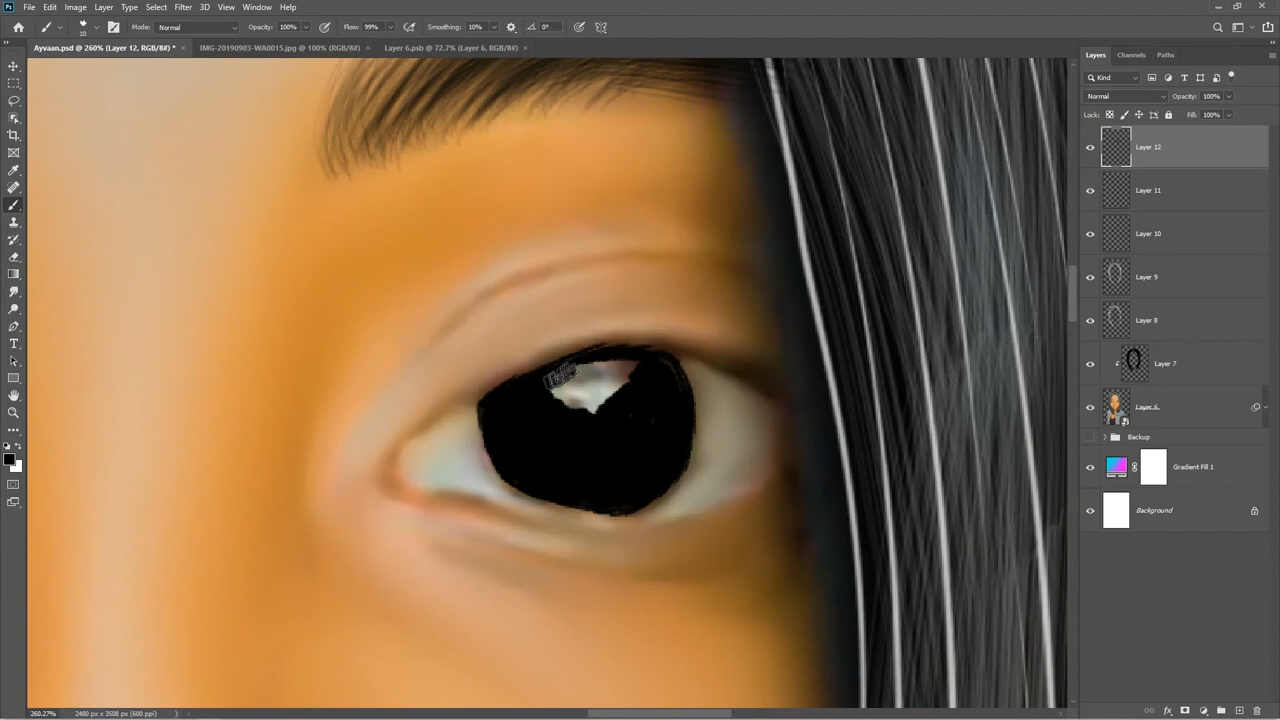 Ps File Edit Image Layer Type Select Filter 3D View Window Help
10 Mode: Normal Opacity: 100% Flow: 99% Smoothing: 10% 0°
Ayvaan.psd @ 260% (Layer 12, RGB/8#) * × IMG-20190903-WA0015.jpg @ 100% (RGB/8#) × Layer 6.psb @ 72.7% (Layer 6, RGB/8#) ×
Layers Channels Paths
Kind
Normal Opacity: 100%
Lock: Fill: 100%
Layer 12
Layer 11
Layer 10
Layer 9
Layer 8
Layer 7
Layer 6
Backup
Gradient Fill 1
Background
260.27% 2480 px x 3508 px (600 ppi)